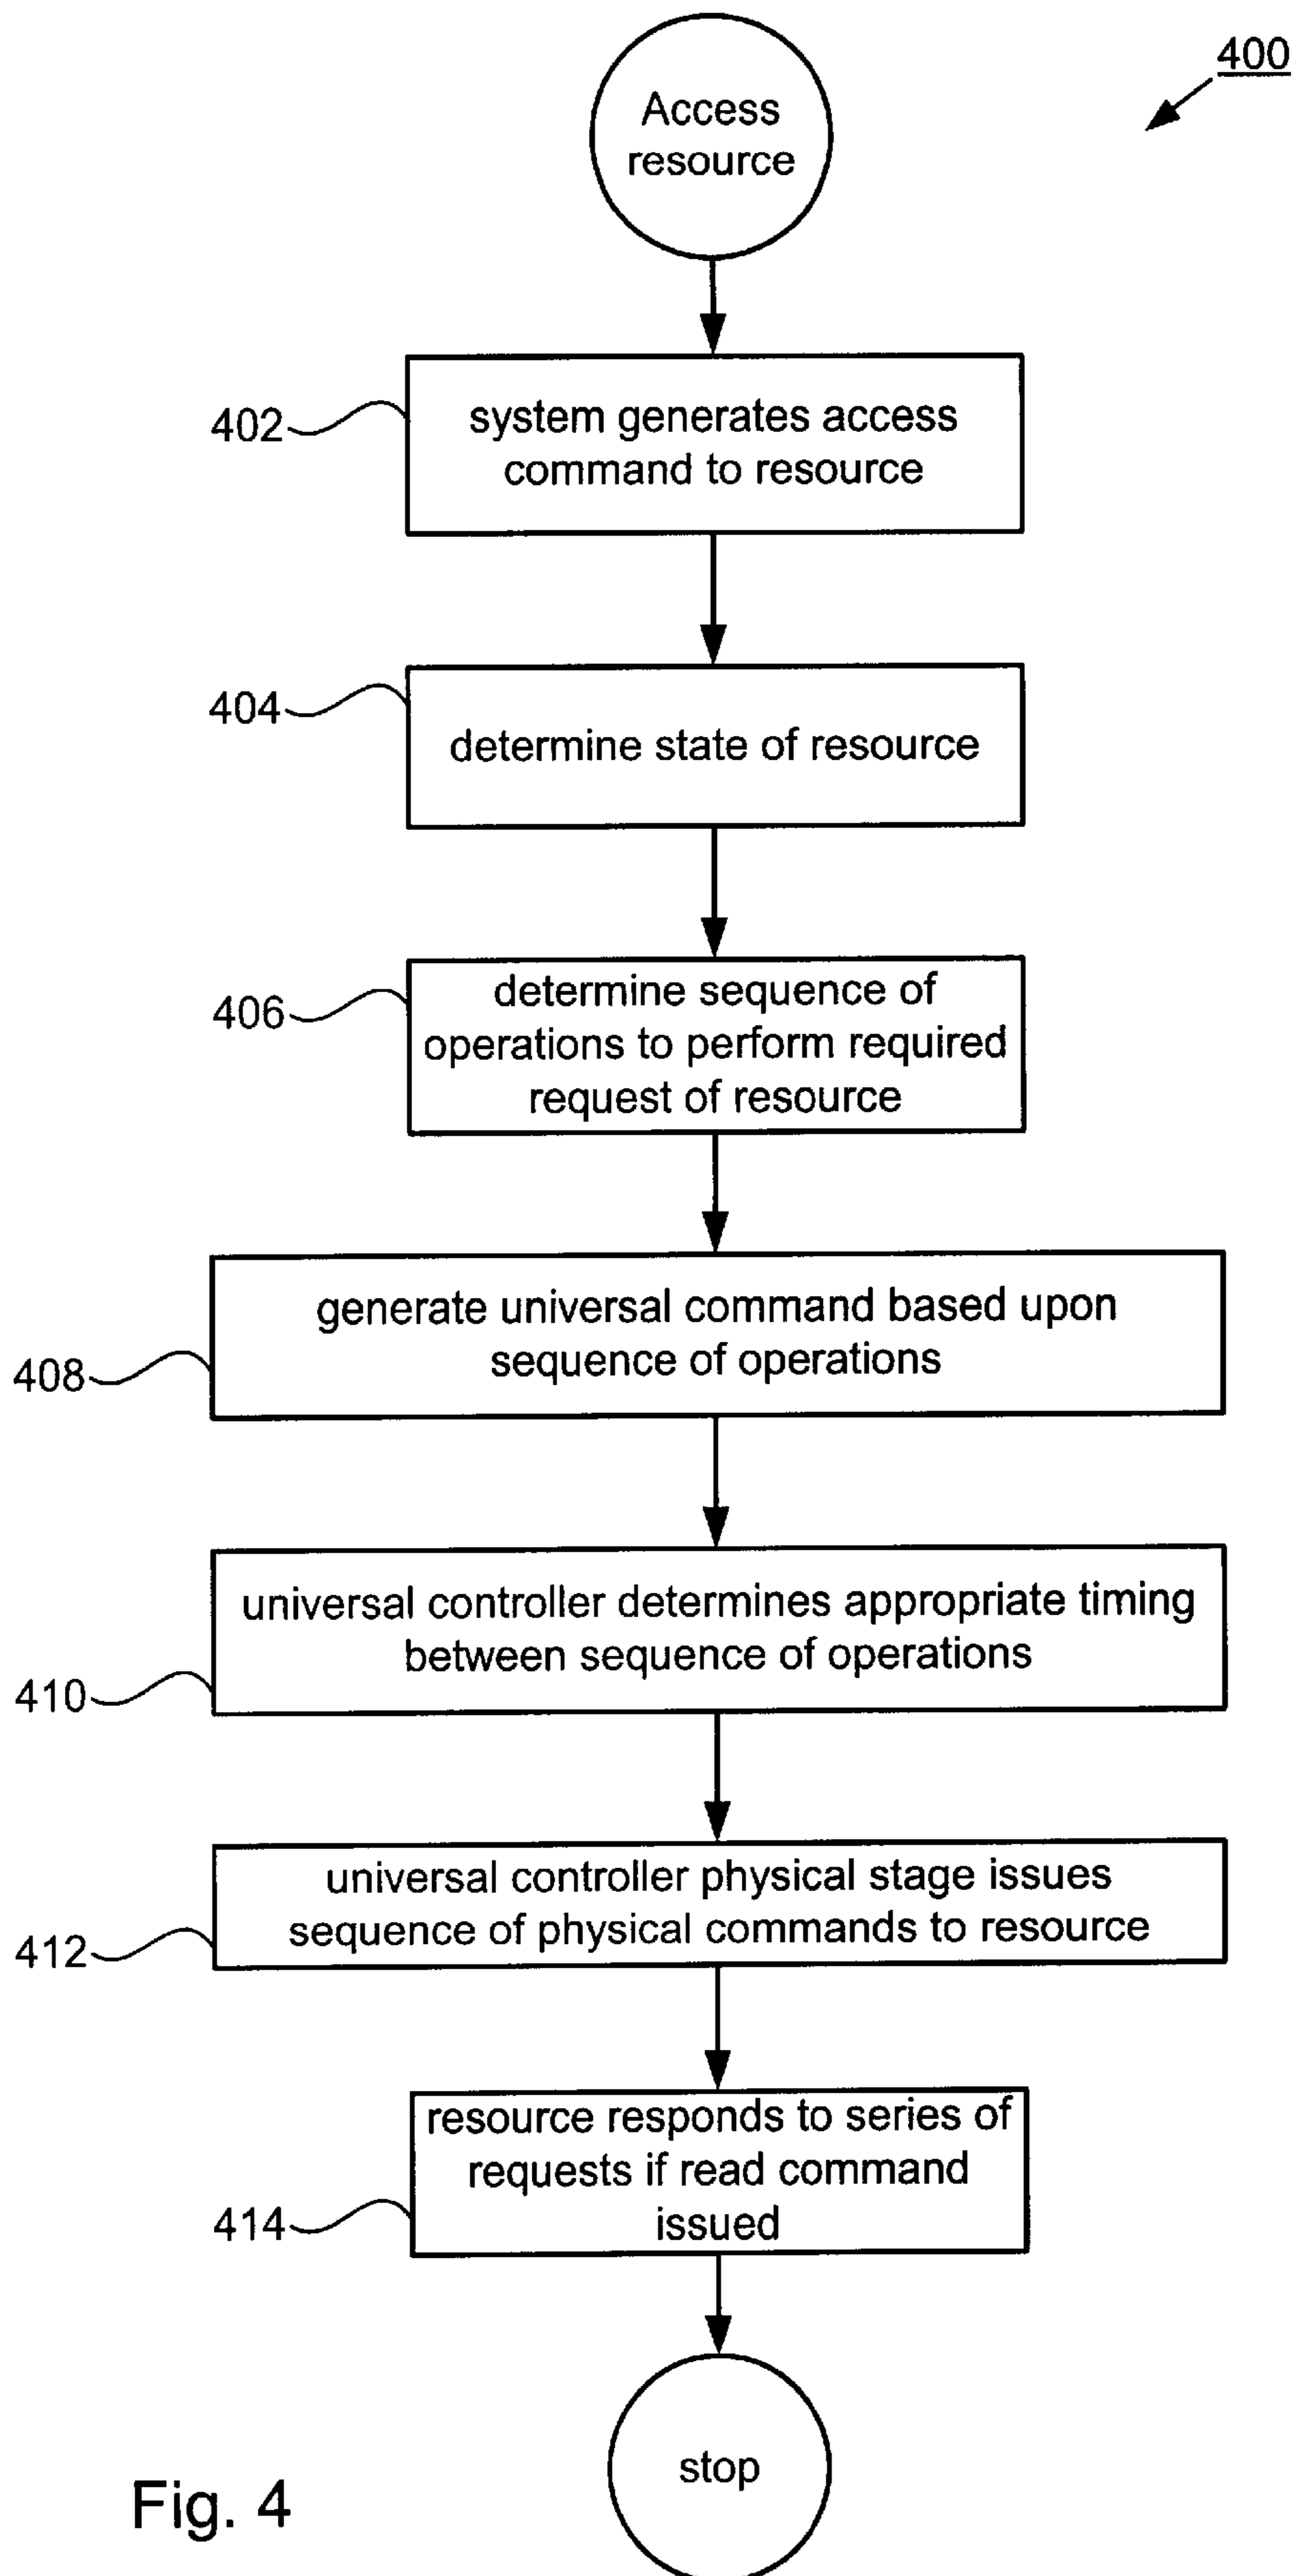 400
Access
resource
402
system generates access
command to resource
404
determine state of resource
406
determine sequence of
operations to perform required
request of resource
408
generate universal command based upon
sequence of operations
410
universal controller determines appropriate timing
between sequence of operations
412
universal controller physical stage issues
sequence of physical commands to resource
414
resource responds to series of
requests if read command
issued
stop
Fig. 4